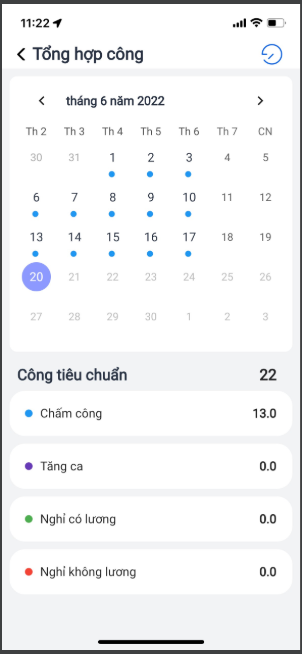 11:22
Tổng hợp công
tháng 6 năm 2022
Th 2 Th 3 Th 4 Th 5 Th 6 Th 7 CN
30 31 1 2 3 4 5
6 7 8 9 10 11 12
13 14 15 16 17 18 19
20 21 22 23 24 25 26
27 28 29 30 1 2 3
Công tiêu chuẩn 22
Chấm công 13.0
Tăng ca 0.0
Nghỉ có lương 0.0
Nghỉ không lương 0.0